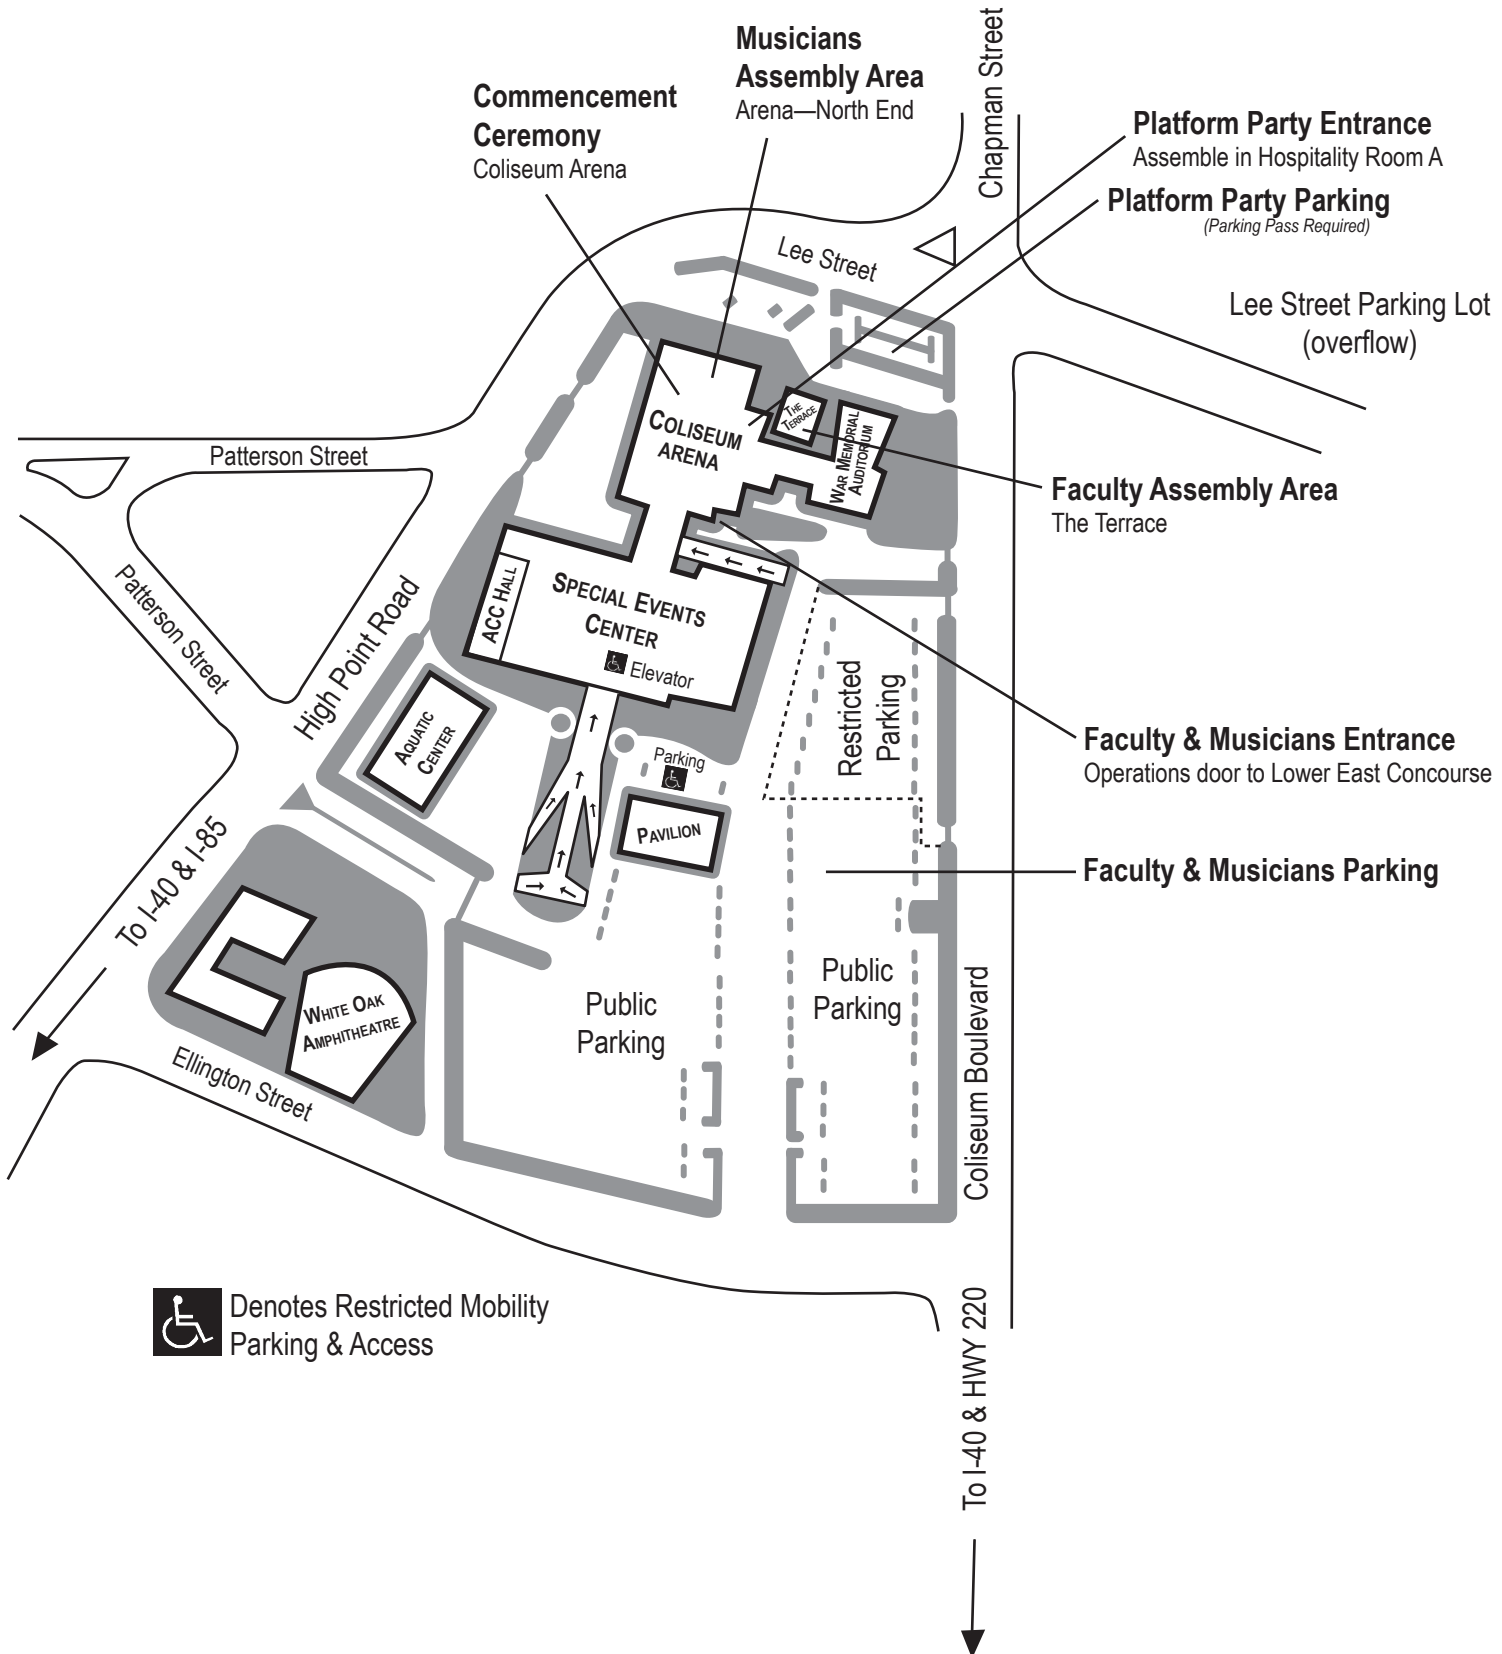 Musicians
Assembly Area
Arena—North End
Commencement
Ceremony
Coliseum Arena
Chapman Street
Platform Party Entrance
Assemble in Hospitality Room A
Platform Party Parking
(Parking Pass Required)
Lee Street
Lee Street Parking Lot
(overflow)
Patterson Street
COLISEUM
ARENA
THE
TERRACE
WAR MEMORIAL
AUDITORIUM
Faculty Assembly Area
The Terrace
Patterson Street
High Point Road
ACC HALL
SPECIAL EVENTS
CENTER
Elevator
Restricted
Parking
AQUATIC
CENTER
Parking
PAVILION
Faculty & Musicians Entrance
Operations door to Lower East Concourse
Faculty & Musicians Parking
To I-40 & I-85
WHITE OAK
AMPHITHEATRE
Ellington Street
Public
Parking
Public
Parking
Coliseum Boulevard
Denotes Restricted Mobility
Parking & Access
To I-40 & HWY 220